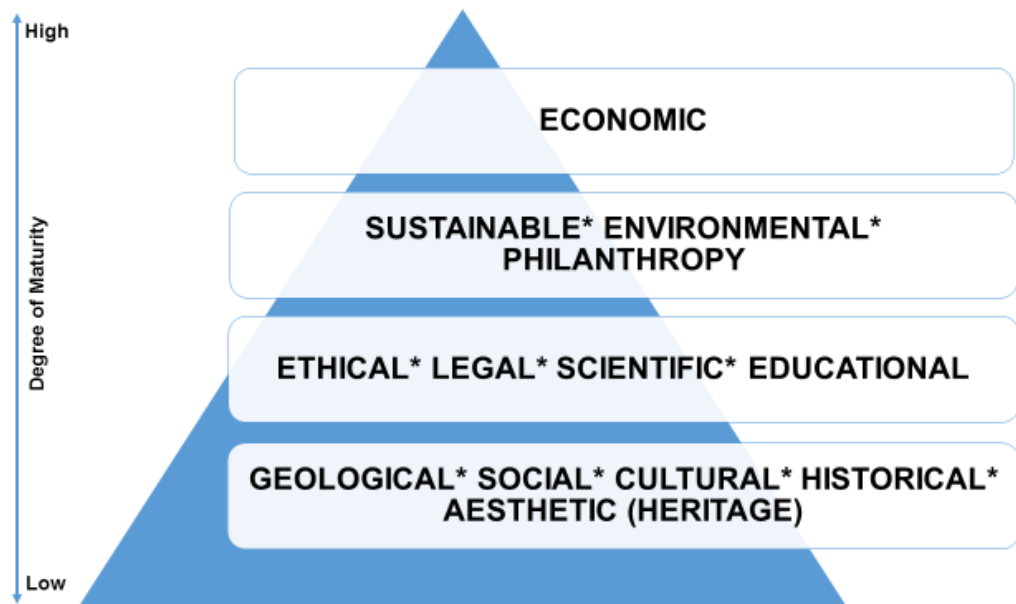 High
ECONOMIC
SUSTAINABLE* ENVIRONMENTAL*
PHILANTHROPY
Degree of Maturity
ETHICAL* LEGAL* SCIENTIFIC* EDUCATIONAL
GEOLOGICAL* SOCIAL* CULTURAL* HISTORICAL*
AESTHETIC (HERITAGE)
Low